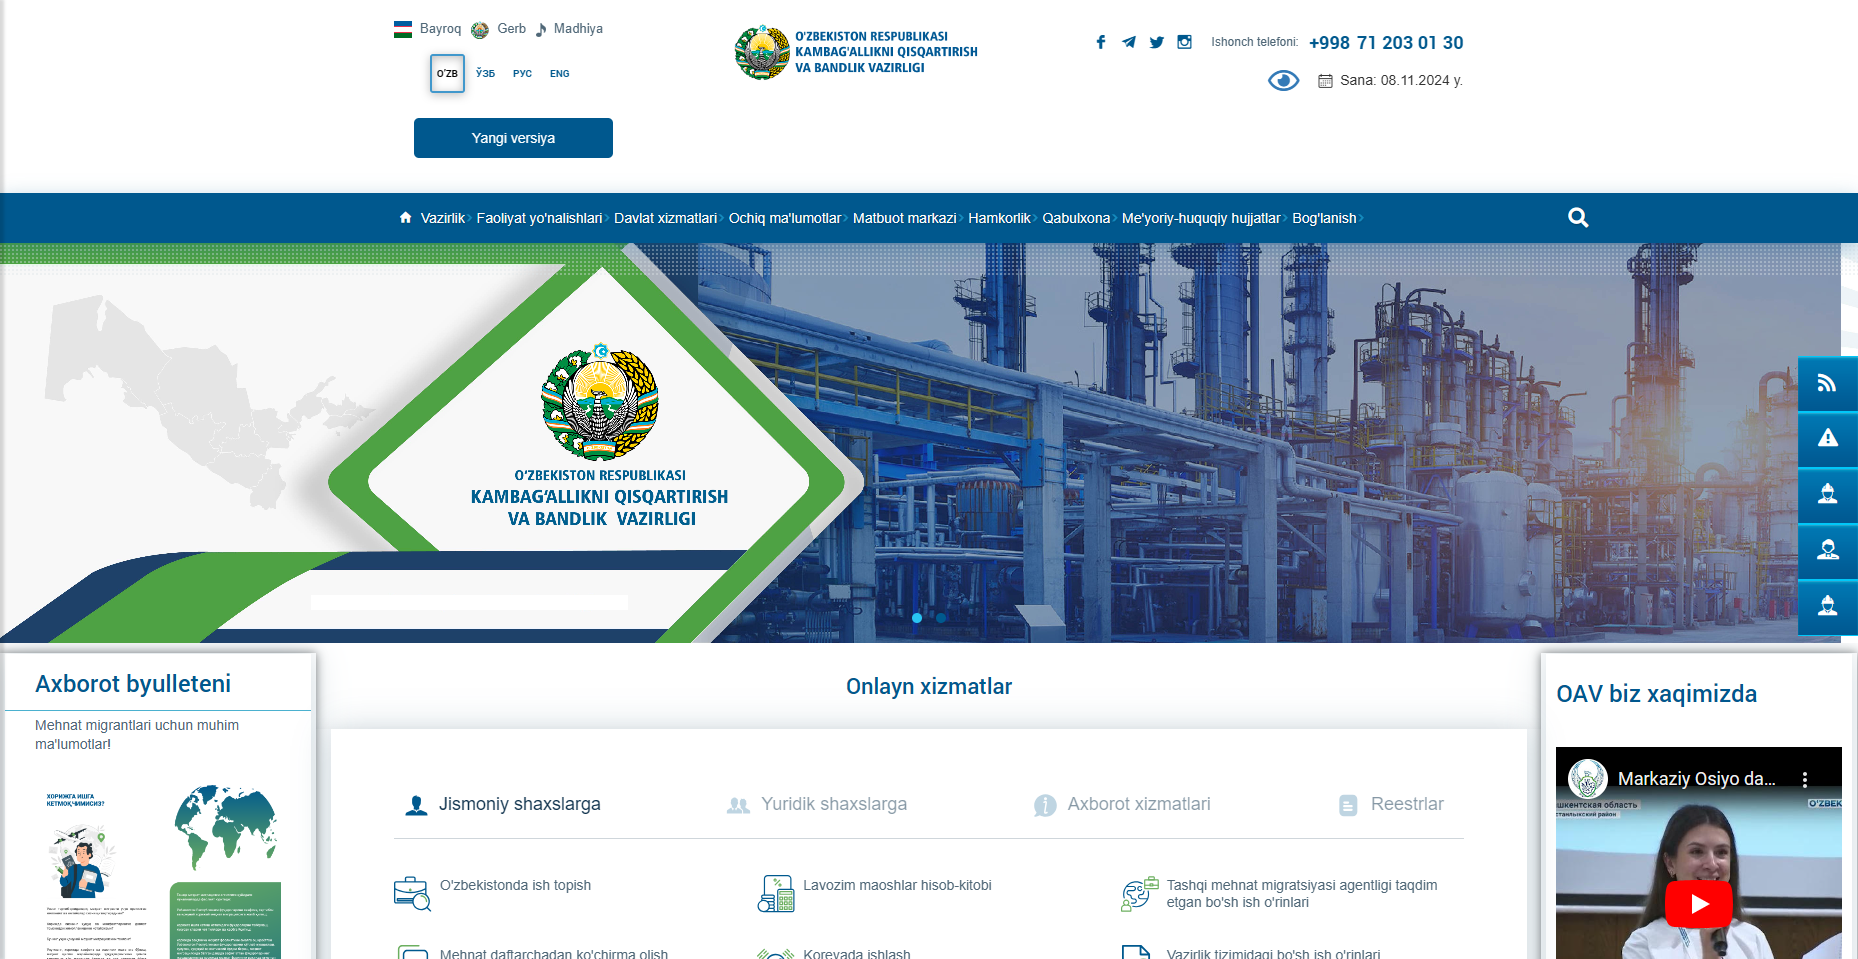 Bayroq Gerb Madhiya
O'ZB ЎЗБ РУС ENG
Yangi versiya
O'ZBEKISTON RESPUBLIKASI
KAMBAG'ALLIKNI QISQARTIRISH
VA BANDLIK VAZIRLIGI
Ishonch telefoni: +998 71 203 01 30
Sana: 08.11.2024 y.
Vazirlik Faoliyat yo'nalishlari Davlat xizmatlari Ochiq ma'lumotlar Matbuot markazi Hamkorlik Qabulxona Me'yoriy-huquqiy hujjatlar Bog'lanish
O'ZBEKISTON RESPUBLIKASI
KAMBAG'ALLIKNI QISQARTIRISH
VA BANDLIK VAZIRLIGI
Axborot byulleteni
Mehnat migrantlari uchun muhim
ma'lumotlar!
ХОРИЖГА ИШГА
КЕТМОҚЧИМИСИЗ?
Onlayn xizmatlar
Jismoniy shaxslarga Yuridik shaxslarga Axborot xizmatlari Reestrlar
O'zbekistonda ish topish
Lavozim maoshlar hisob-kitobi
Tashqi mehnat migratsiyasi agentligi taqdim
etgan bo'sh ish o'rinlari
Mehnat daftarchadan ko'chirma olish
Koreyada ishlash
Vazirlik tizimidagi bo'sh ish o'rinlari
OAV biz xaqimizda
Markaziy Osiyo da...
шкентская область
станлыкский район
O'ZBEK